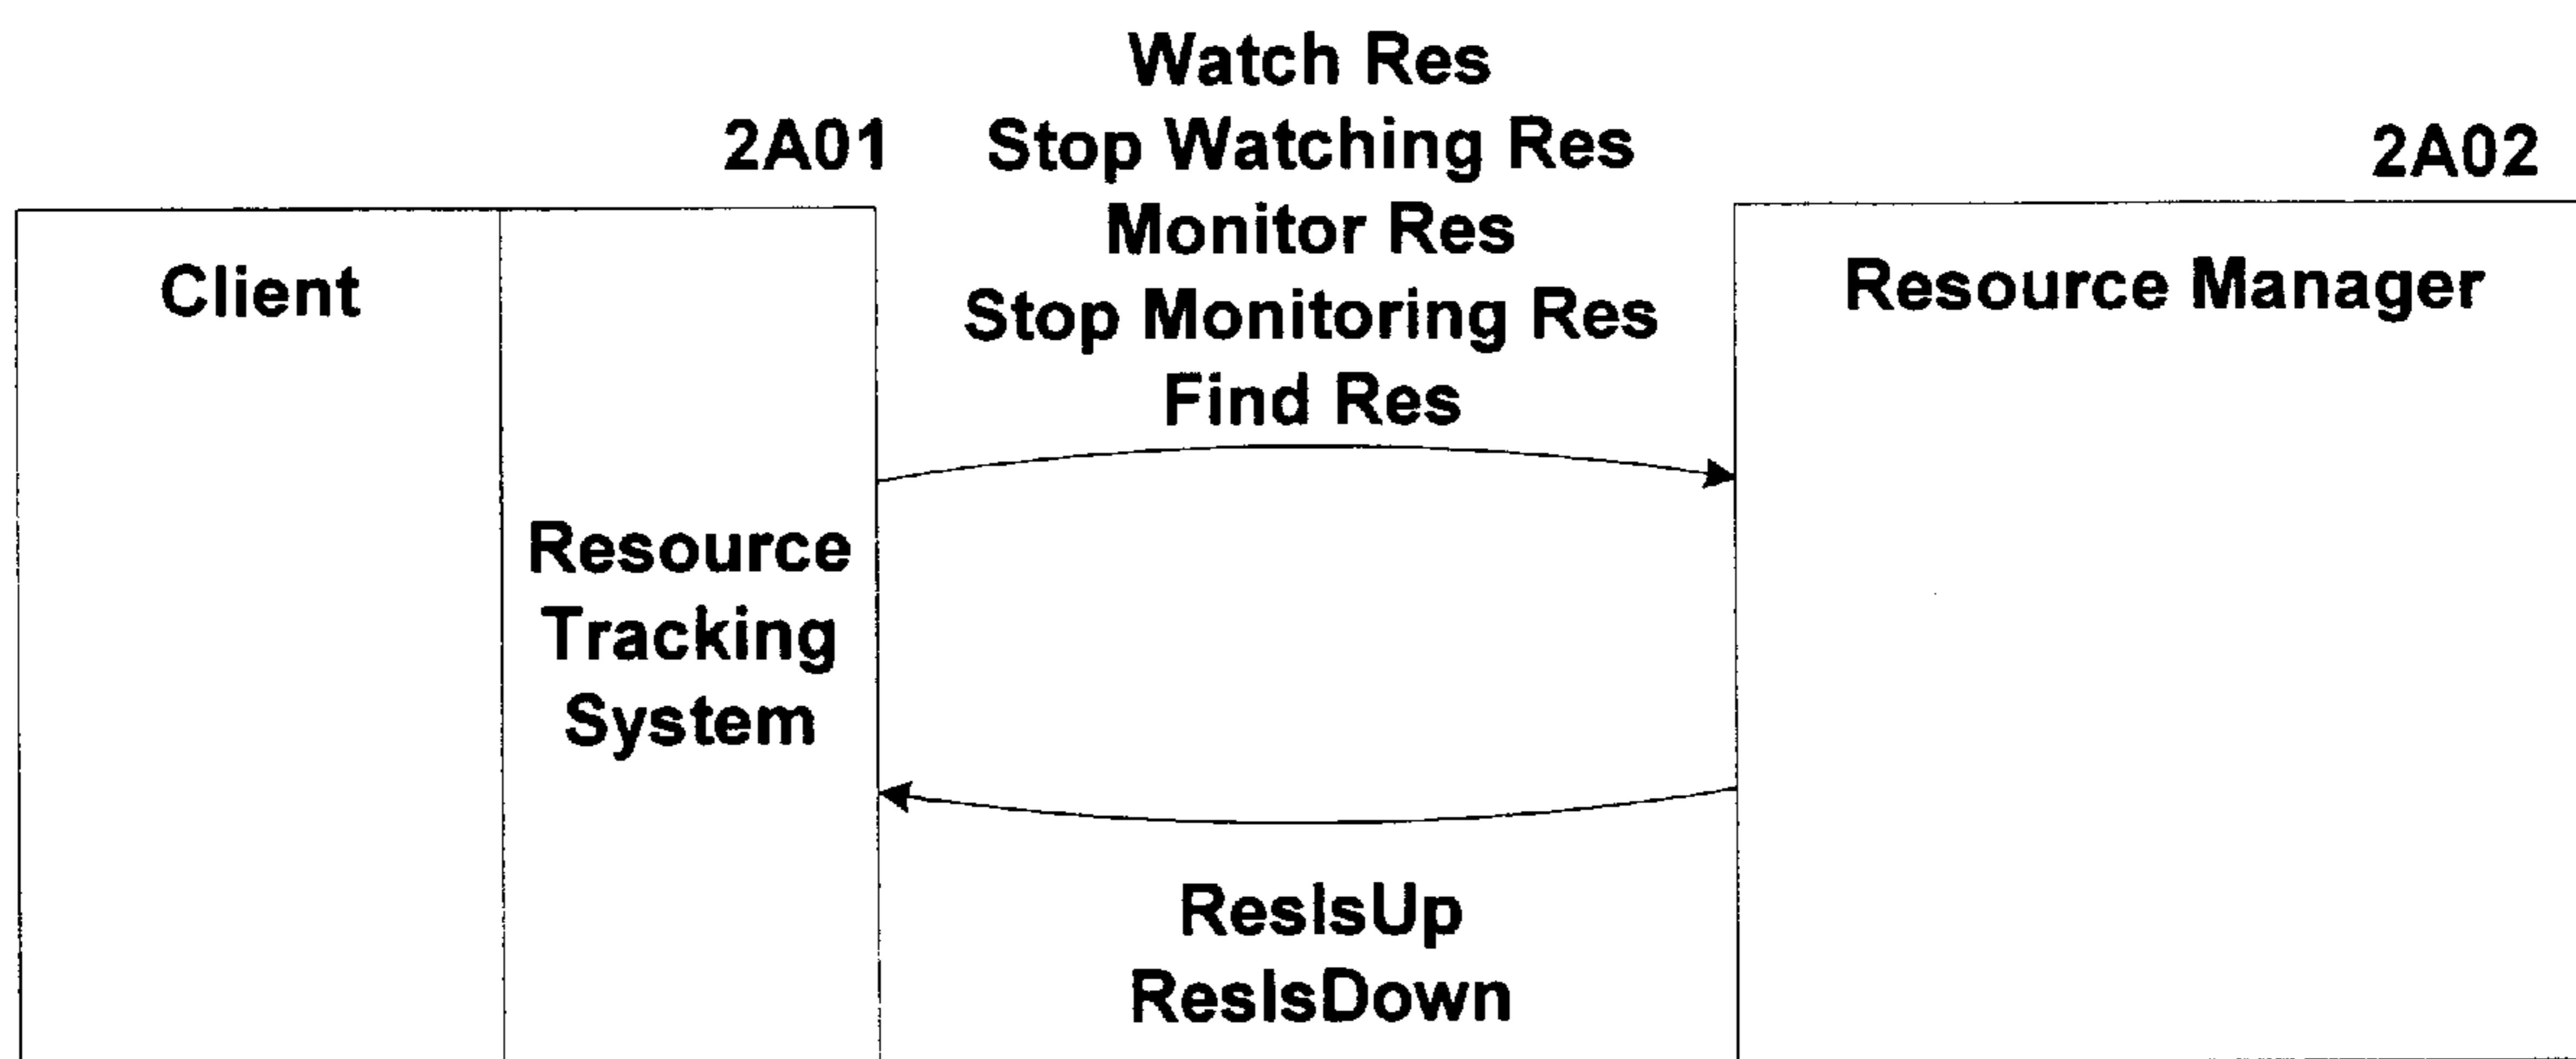 Watch Res
2A01
Stop Watching Res
2A02
Monitor Res
Client
Resource Manager
Stop Monitoring Res
Find Res
Resource
Tracking
System
ResIsUp
ResIsDown